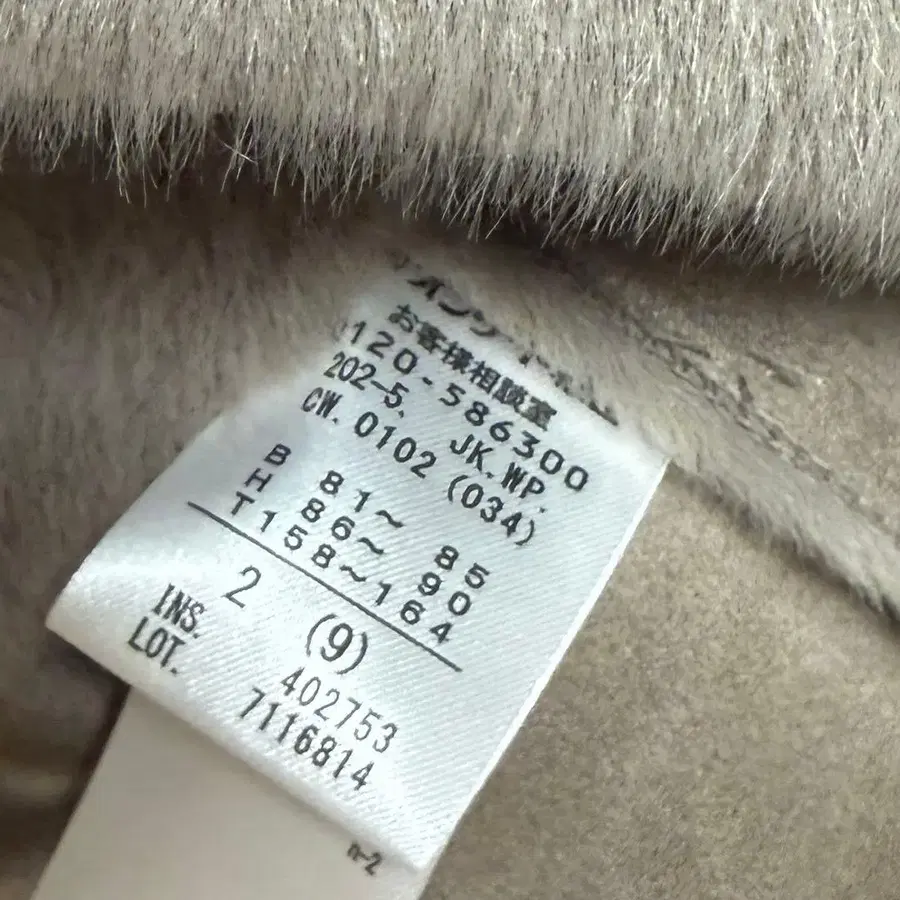 お客様相談室
120-586300
202-5, JK.WP.
CW. 0102 (034)
B 81~ 85
H 86~ 90
T158~164
2 (9)
INS. 402753
LOT. 7116814
n-2